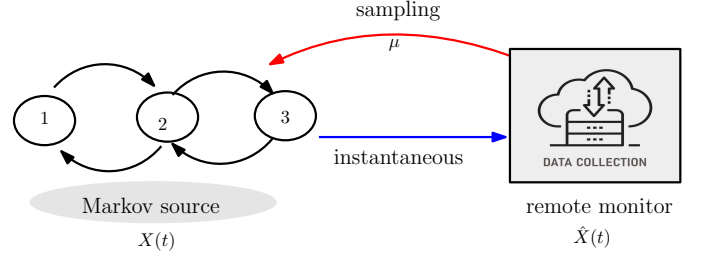 sampling
μ
1
2
3
instantaneous
DATA COLLECTION
Markov source
X(t)
remote monitor
X̂(t)